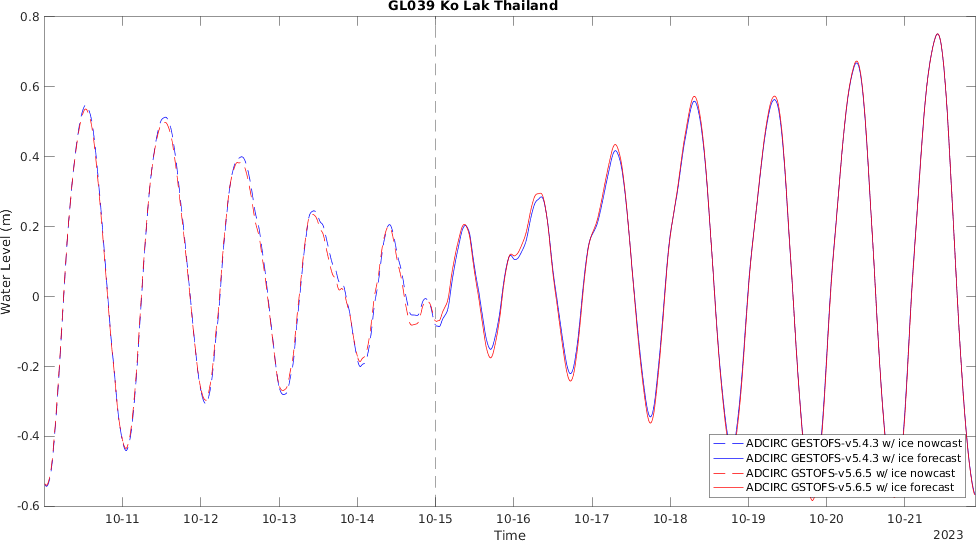 GL039 Ko Lak Thailand
0.8
0.6
0.4
0.2
0
-0.2
-0.4
-0.6
Water Level (m)
ADCIRC GESTOFS-v5.4.3 w/ ice nowcast
ADCIRC GESTOFS-v5.4.3 w/ ice forecast
ADCIRC GSTOFS-v5.6.5 w/ ice nowcast
ADCIRC GSTOFS-v5.6.5 w/ ice forecast
10-11 10-12 10-13 10-14 10-15 10-16 10-17 10-18 10-19 10-20 10-21
Time
2023